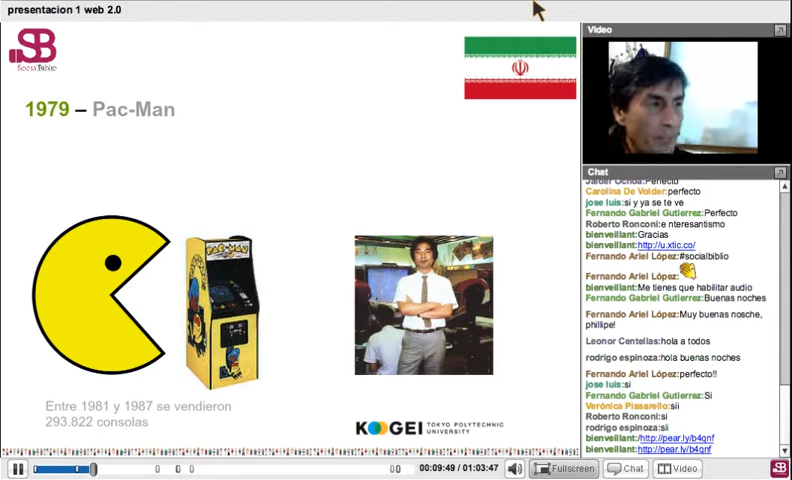 presentacion 1 web 2.0
SB
SocialBiblio
1979 – Pac-Man
PAC-MAN
Entre 1981 y 1987 se vendieron
293.822 consolas
KOGEI TOKYO POLYTECHNIC
UNIVERSITY
Video
Chat
Jaider Ochoa:Perfecto
Carolina De Volder:perfecto
jose luis:si y ya se te ve
Fernando Gabriel Gutierrez:Perfecto
Roberto Ronconi:e nteresantismo
bienveillant:Gracias
bienveillant:http://u.xtic.co/
Fernando Ariel López:#socialbiblio
Fernando Ariel López:
bienveillant:Me tienes que habilitar audio
Fernando Gabriel Gutierrez:Buenas noches
Fernando Ariel López:Muy buenas nosche,
phillipe!
Leonor Centellas:hola a todos
rodrigo espinoza:hola buenas noches
Fernando Ariel López:perfecto!!
jose luis:si
Fernando Gabriel Gutierrez:Si
Verónica Pissarello:sii
Roberto Ronconi:si
rodrigo espinoza:sii
bienveillant:/http://pear.ly/b4qnf
bienveillant:http://pear.ly/b4qnf
00:09:49 / 01:03:47
Fullscreen
Chat
Video
SB